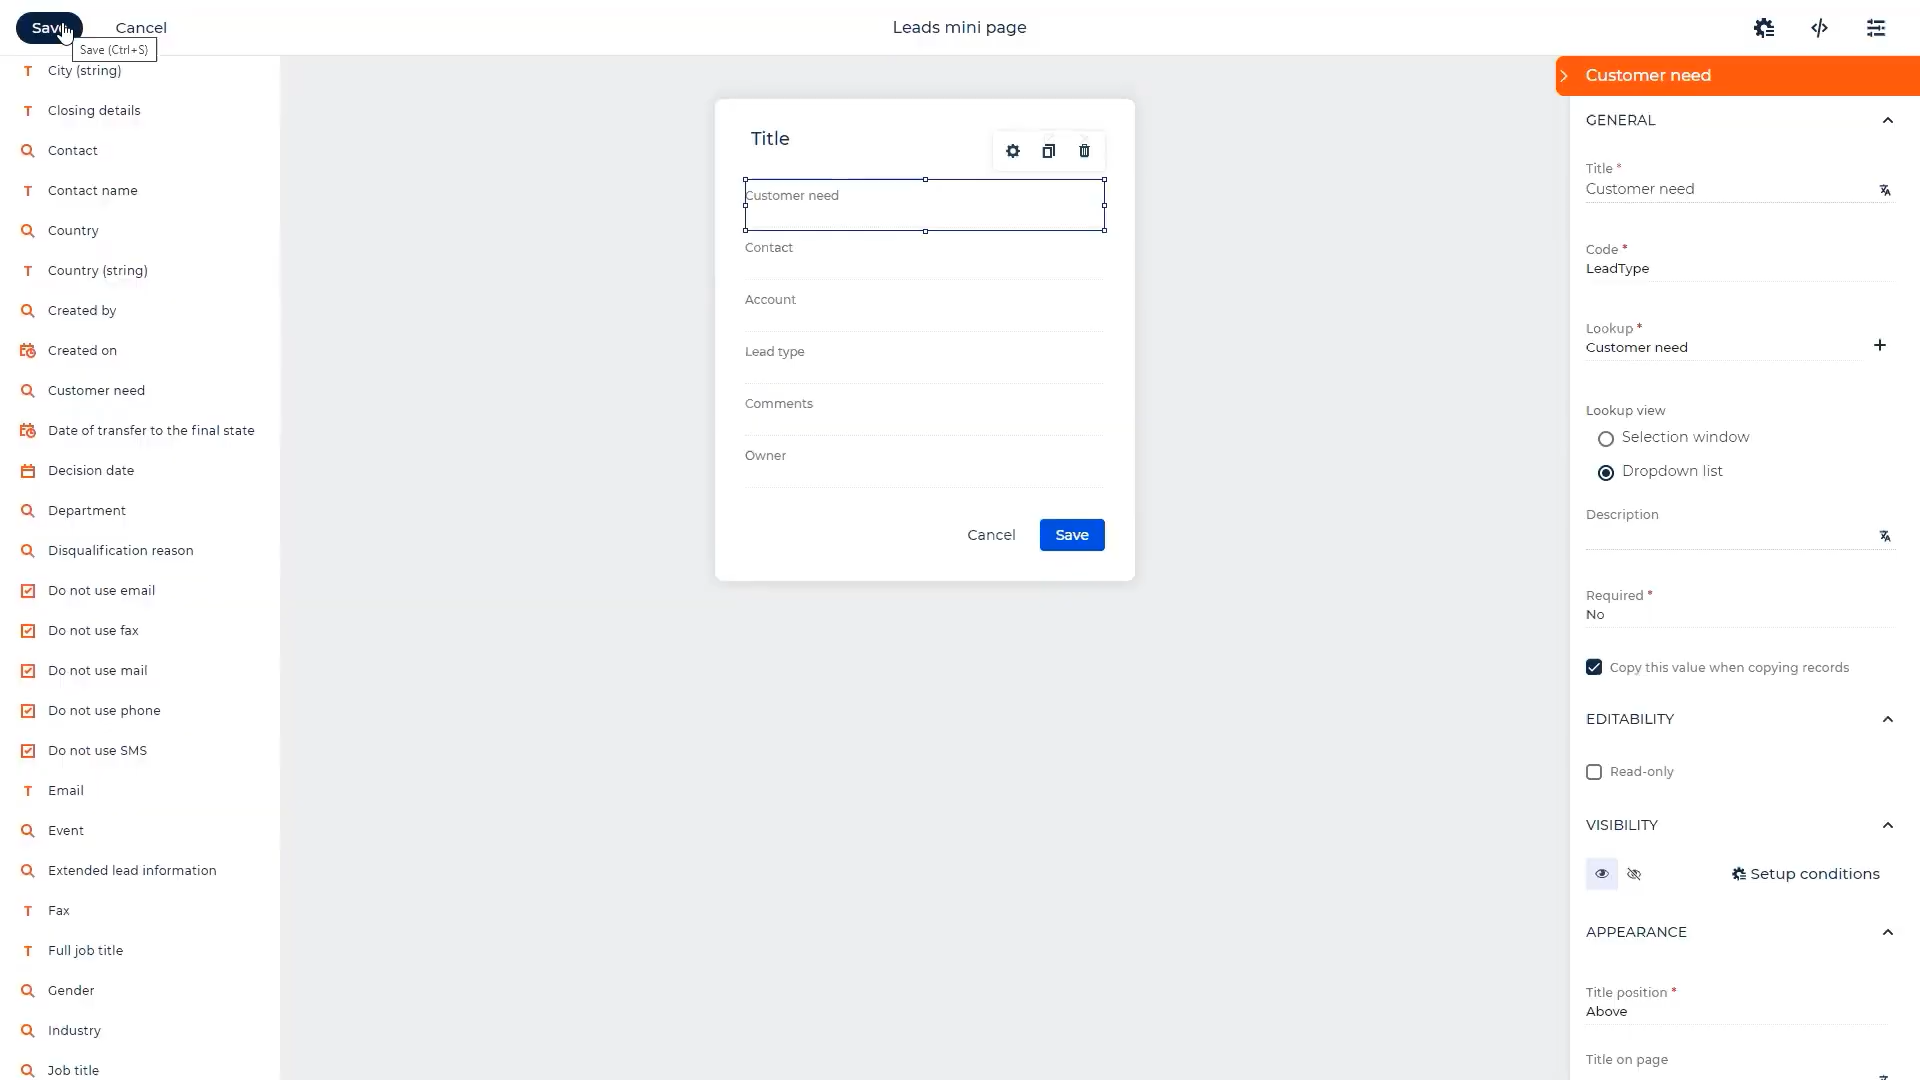 Save
Cancel
Leads mini page
Save (Ctrl+S)
City (string)
Closing details
Contact
Contact name
Country
Country (string)
Created by
Created on
Customer need
Date of transfer to the final state
Decision date
Department
Disqualification reason
Do not use email
Do not use fax
Do not use mail
Do not use phone
Do not use SMS
Email
Event
Extended lead information
Fax
Full job title
Gender
Industry
Job title
Title
Customer need
Contact
Account
Lead type
Comments
Owner
Cancel
Save
Customer need
GENERAL
Title *
Customer need
Code *
LeadType
Lookup *
Customer need
Lookup view
Selection window
Dropdown list
Description
Required *
No
Copy this value when copying records
EDITABILITY
Read-only
VISIBILITY
Setup conditions
APPEARANCE
Title position *
Above
Title on page